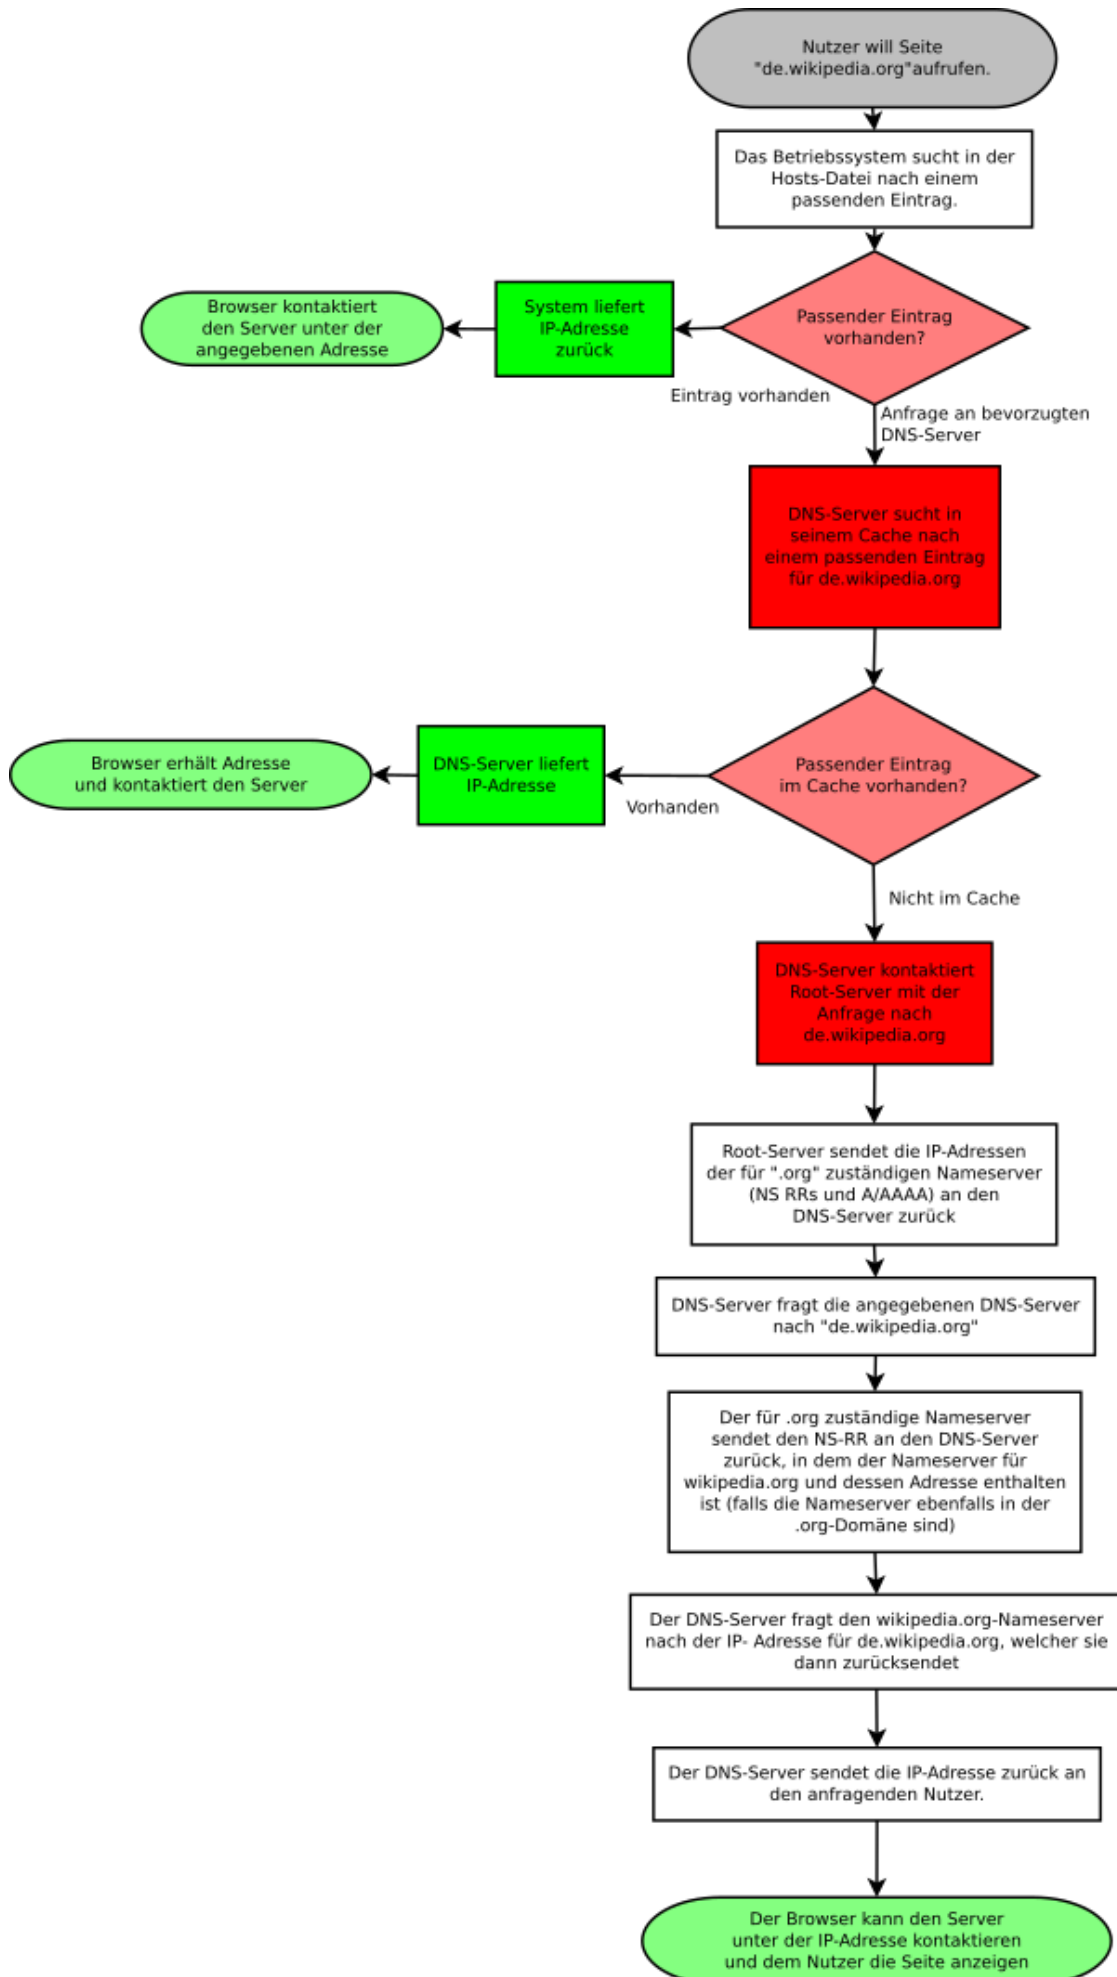 Nutzer will Seite
"de.wikipedia.org"aufrufen.
Das Betriebssystem sucht in der
Hosts-Datei nach einem
passenden Eintrag.
Passender Eintrag
vorhanden?
System liefert
IP-Adresse
zurück
Browser kontaktiert
den Server unter der
angegebenen Adresse
Eintrag vorhanden
Anfrage an bevorzugten
DNS-Server
DNS-Server sucht in
seinem Cache nach
einem passenden Eintrag
für de.wikipedia.org
Passender Eintrag
im Cache vorhanden?
DNS-Server liefert
IP-Adresse
Browser erhält Adresse
und kontaktiert den Server
Vorhanden
Nicht im Cache
DNS-Server kontaktiert
Root-Server mit der
Anfrage nach
de.wikipedia.org
Root-Server sendet die IP-Adressen
der für ".org" zuständigen Nameserver
(NS RRs und A/AAAA) an den
DNS-Server zurück
DNS-Server fragt die angegebenen DNS-Server
nach "de.wikipedia.org"
Der für .org zuständige Nameserver
sendet den NS-RR an den DNS-Server
zurück, in dem der Nameserver für
wikipedia.org und dessen Adresse enthalten
ist (falls die Nameserver ebenfalls in der
.org-Domäne sind)
Der DNS-Server fragt den wikipedia.org-Nameserver
nach der IP- Adresse für de.wikipedia.org, welcher sie
dann zurücksendet
Der DNS-Server sendet die IP-Adresse zurück an
den anfragenden Nutzer.
Der Browser kann den Server
unter der IP-Adresse kontaktieren
und dem Nutzer die Seite anzeigen